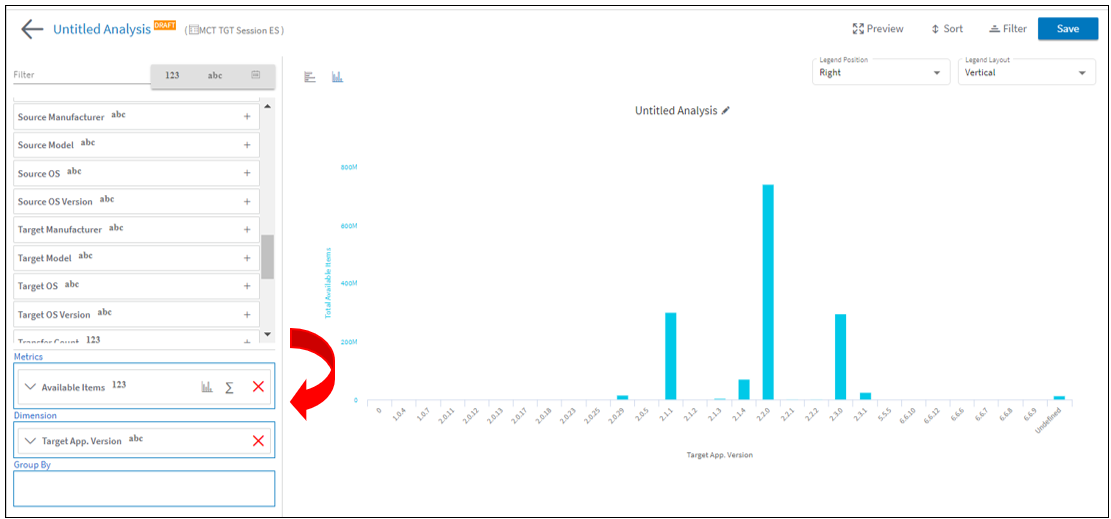 Untitled Analysis DRAFT ( MCT TGT Session ES )
Preview Sort Filter Save
Filter 123 abc
Legend Position Legend Layout
Right Vertical
Source Manufacturer abc +
Source Model abc +
Source OS abc +
Source OS Version abc +
Target Manufacturer abc +
Target Model abc +
Target OS abc +
Target OS Version abc +
Transfer Count 123 +
Metrics
Available Items 123 Σ
Dimension
Target App. Version abc
Group By
Untitled Analysis
Total Available Items
800M
600M
400M
200M
0
0 1.0.4 1.0.7 2.0.11 2.0.12 2.0.13 2.0.17 2.0.18 2.0.23 2.0.25 2.0.29 2.0.5 2.1.1 2.1.2 2.1.3 2.1.4 2.2.0 2.2.1 2.2.2 2.3.0 2.3.1 5.5.5 6.6.10 6.6.12 6.6.6 6.6.7 6.6.8 6.6.9 Undefined
Target App. Version